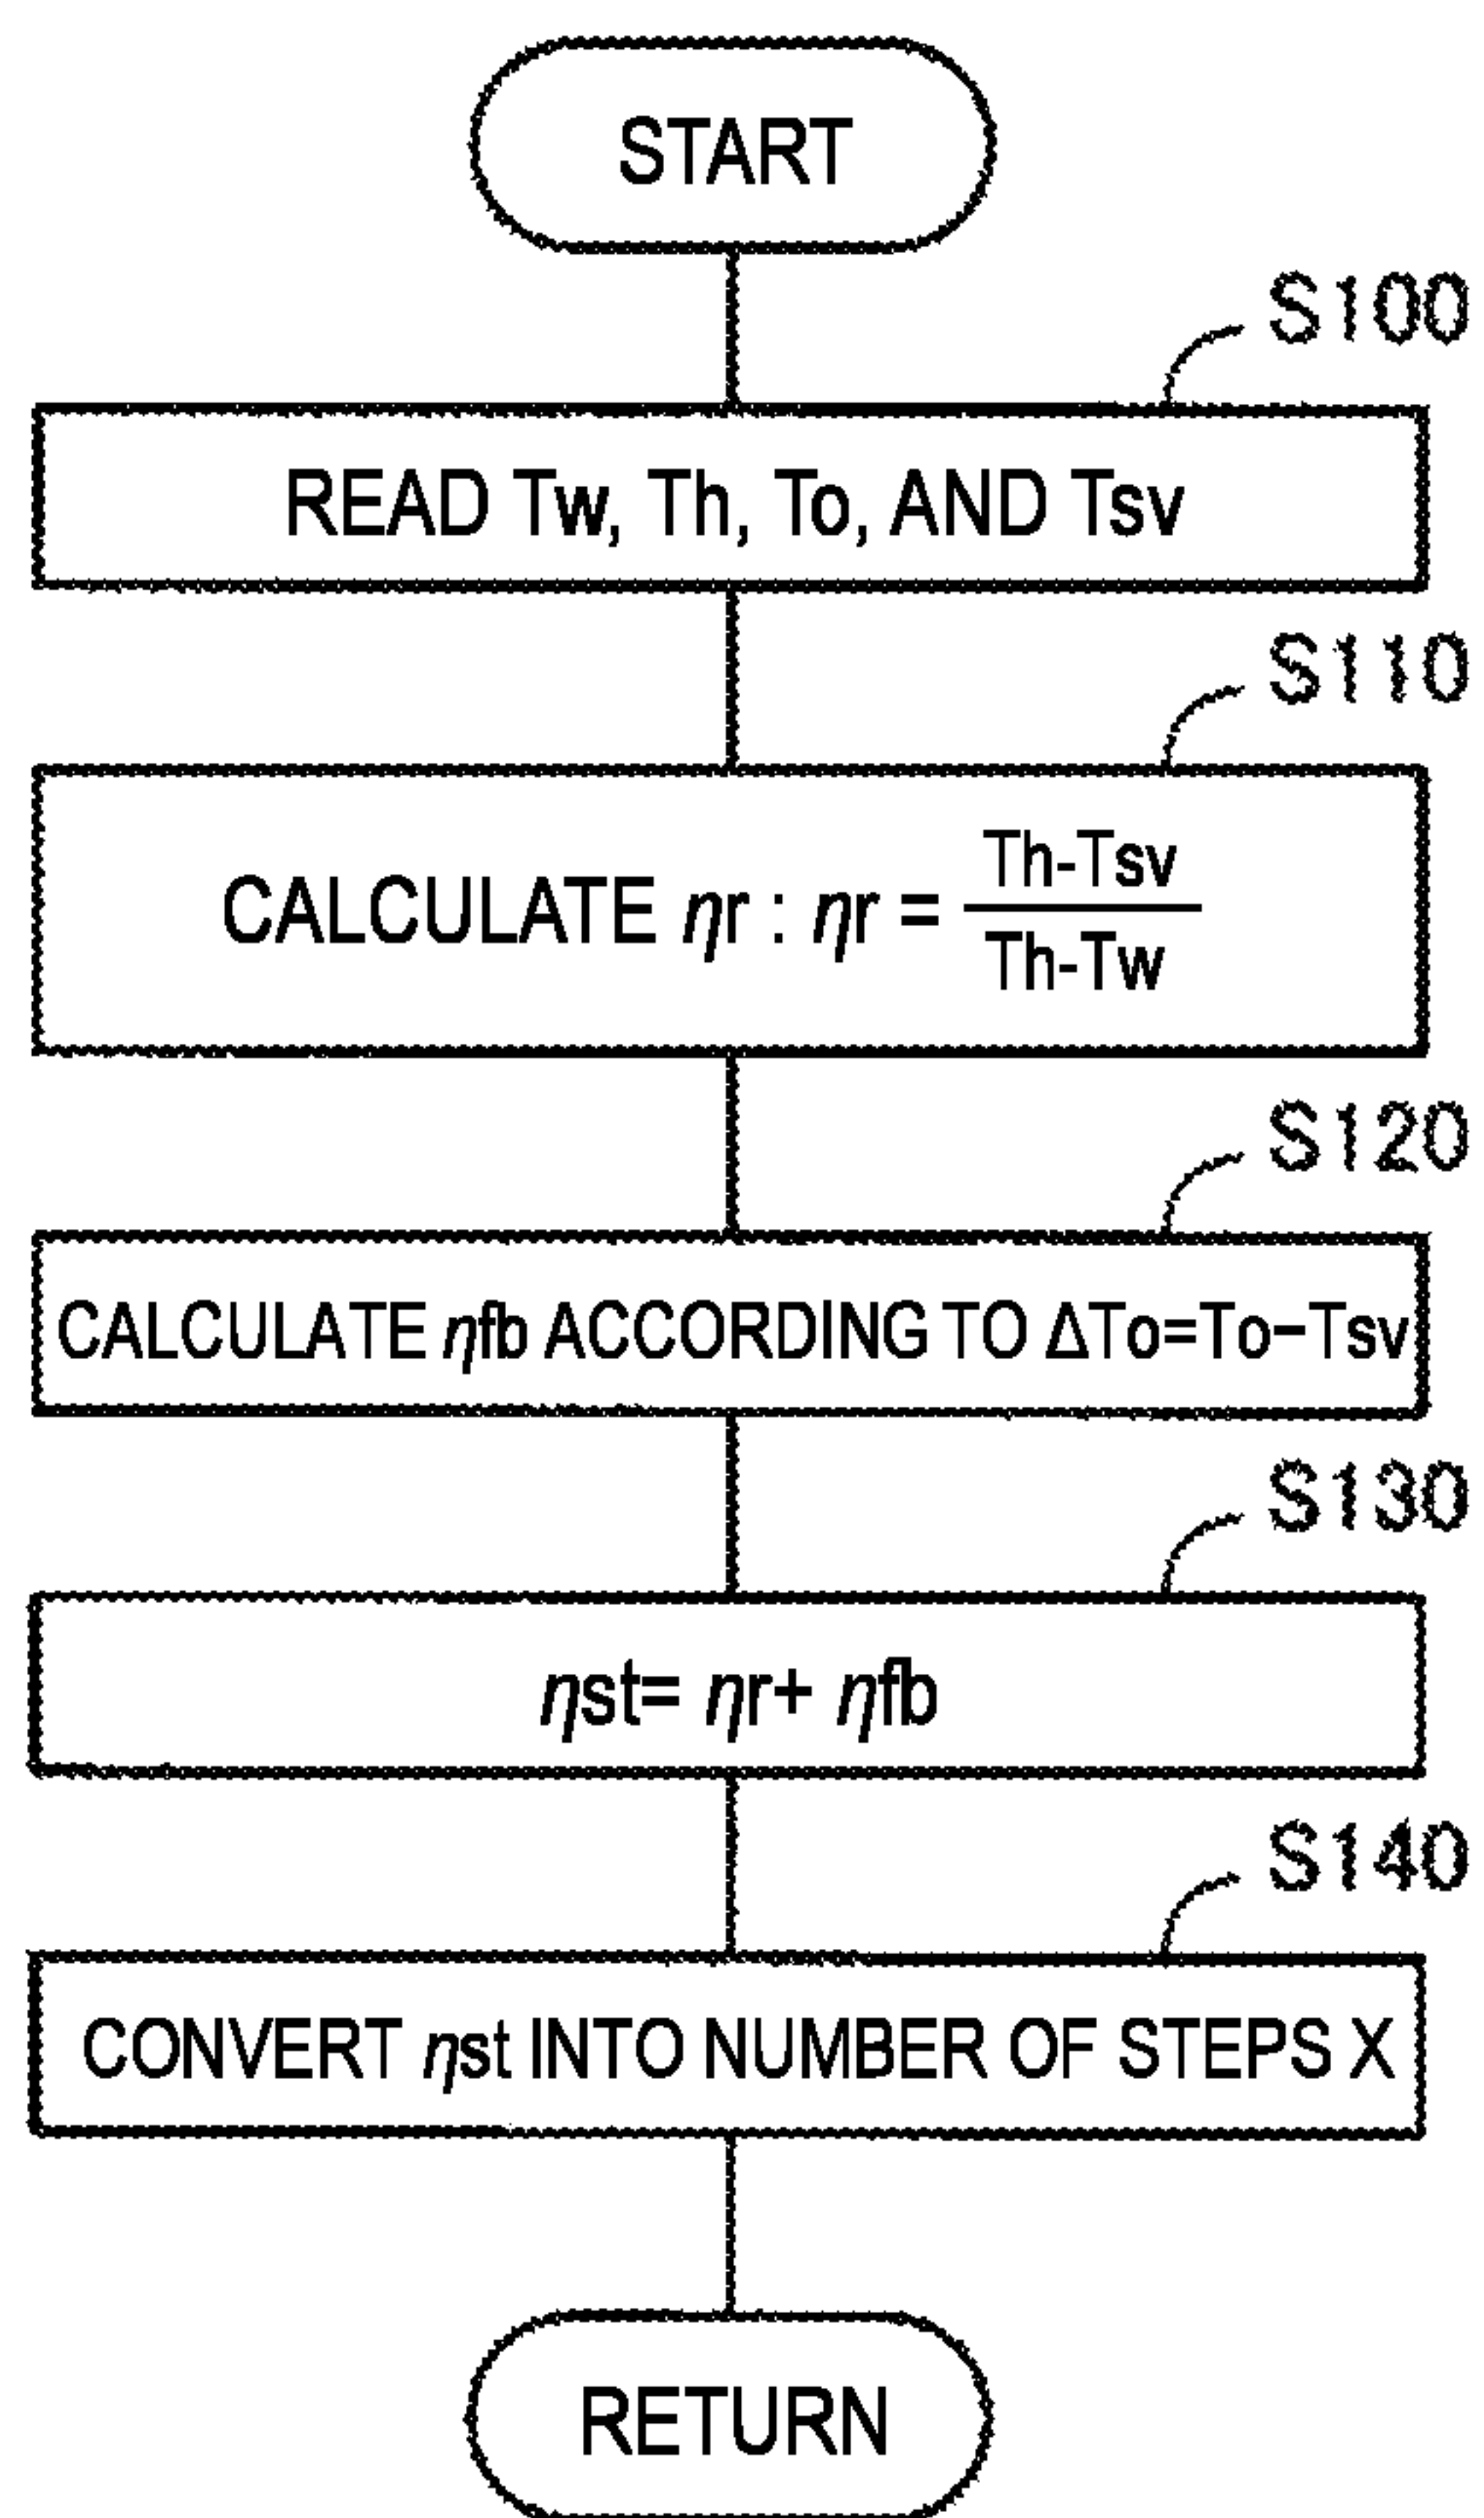 START
S100
READ Tw, Th, To, AND Tsv
S110
CALCULATE ηr : ηr = Th-Tsv
Th-Tw
S120
CALCULATE ηfb ACCORDING TO ΔTo=To-Tsv
S130
ηst= ηr+ ηfb
S140
CONVERT ηst INTO NUMBER OF STEPS X
RETURN